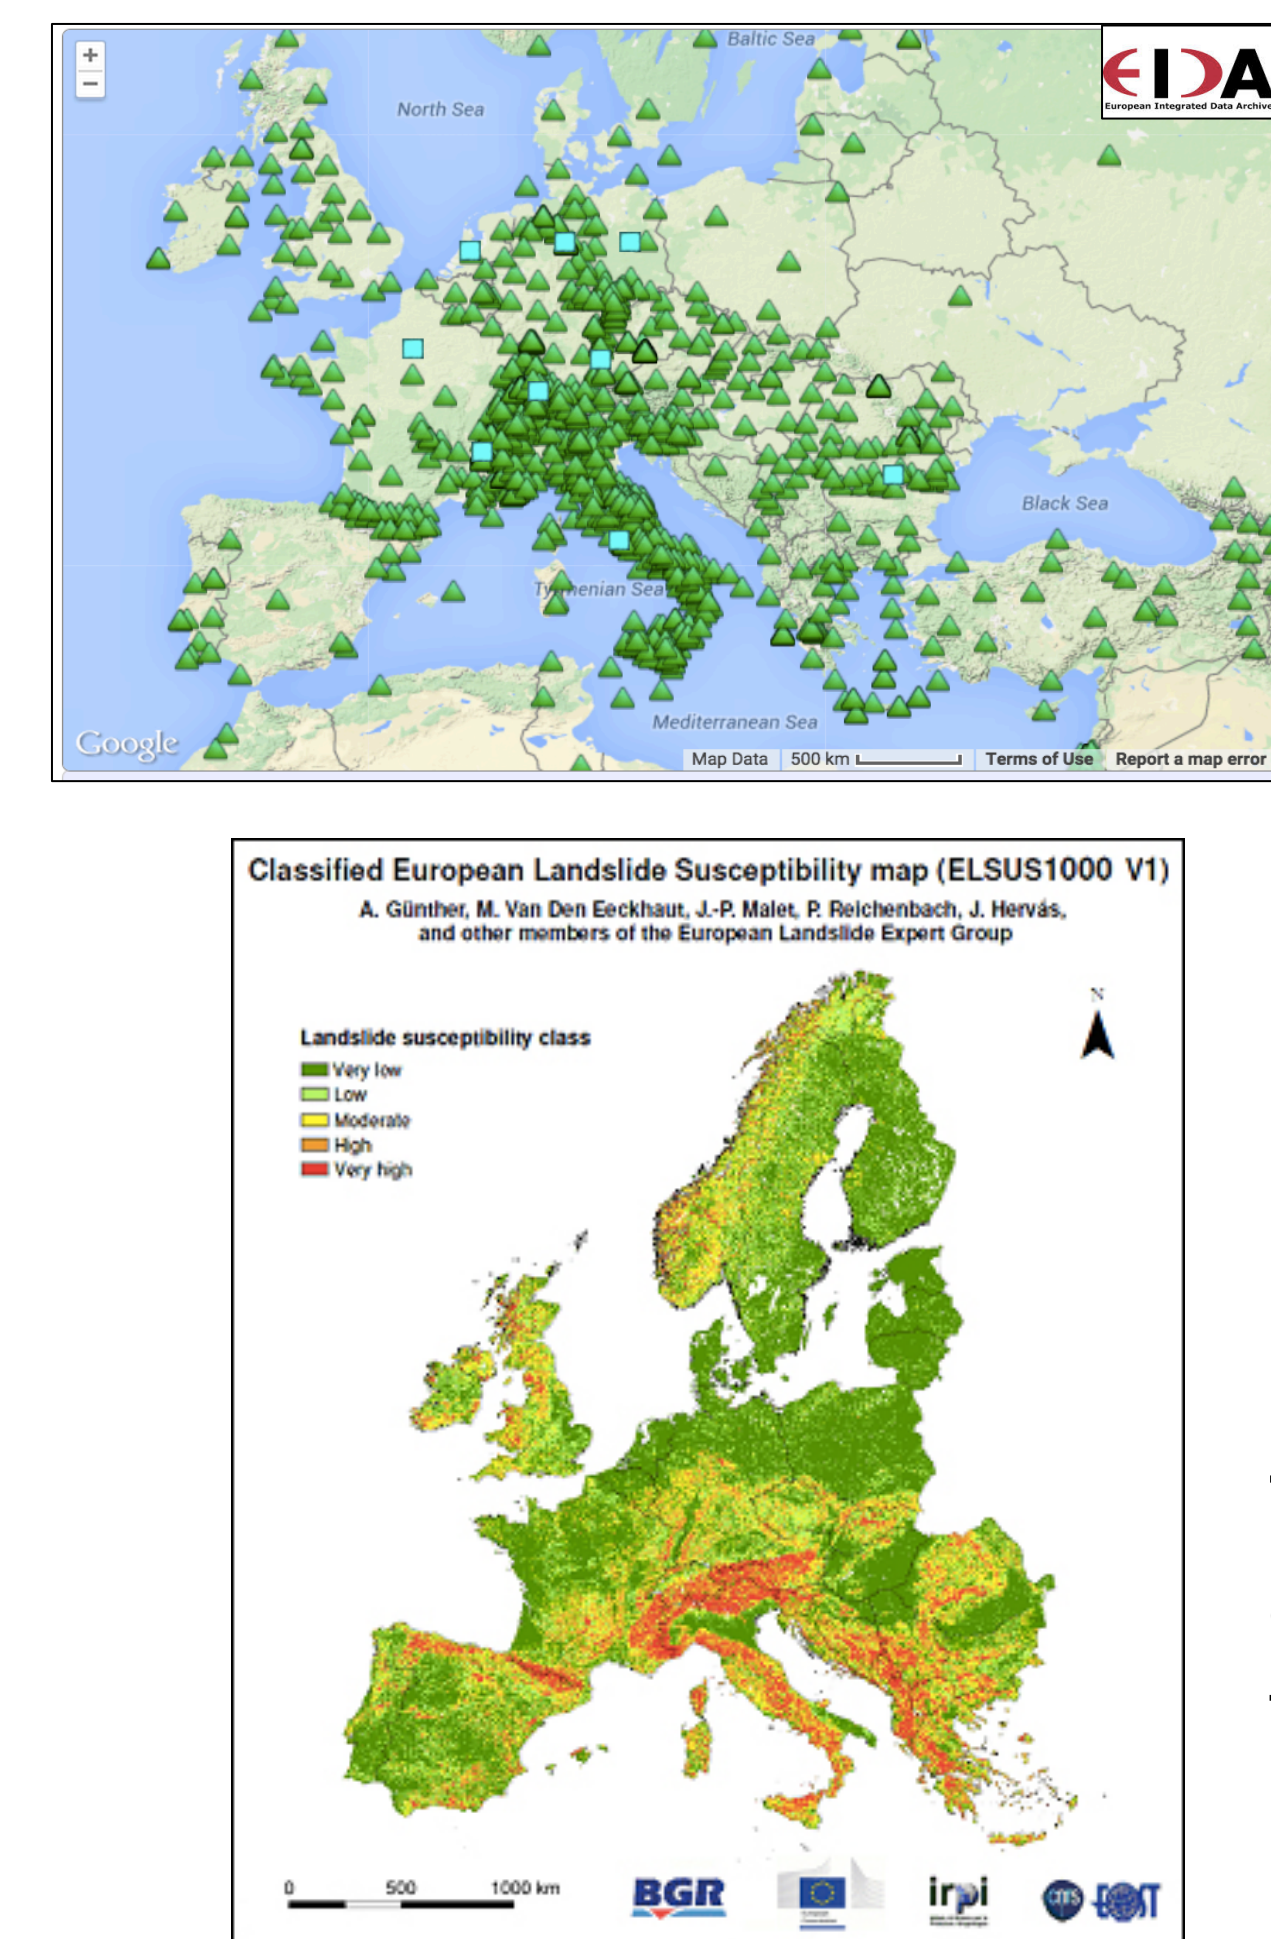 +
−
Baltic Sea
North Sea
EIDA
European Integrated Data Archive
Black Sea
Tyrrhenian Sea
Mediterranean Sea
Google
Map Data 500 km Terms of Use Report a map error
Classified European Landslide Susceptibility map (ELSUS1000 V1)
A. Günther, M. Van Den Eeckhaut, J.-P. Malet, P. Reichenbach, J. Hervás,
and other members of the European Landslide Expert Group
N
Landslide susceptibility class
Very low
Low
Moderate
High
Very high
0 500 1000 km
BGR
European
Commission
irpi
cnrs EOST